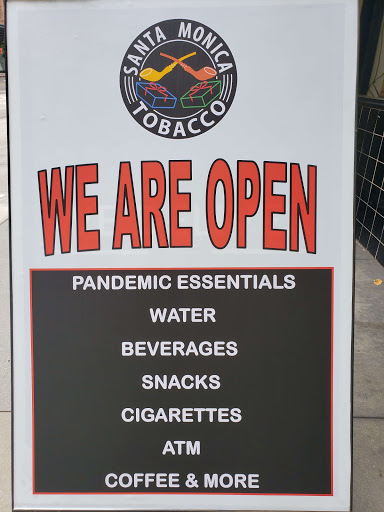 SANTA MONICA
TOBACCO
WE ARE OPEN
PANDEMIC ESSENTIALS
WATER
BEVERAGES
SNACKS
CIGARETTES
ATM
COFFEE & MORE